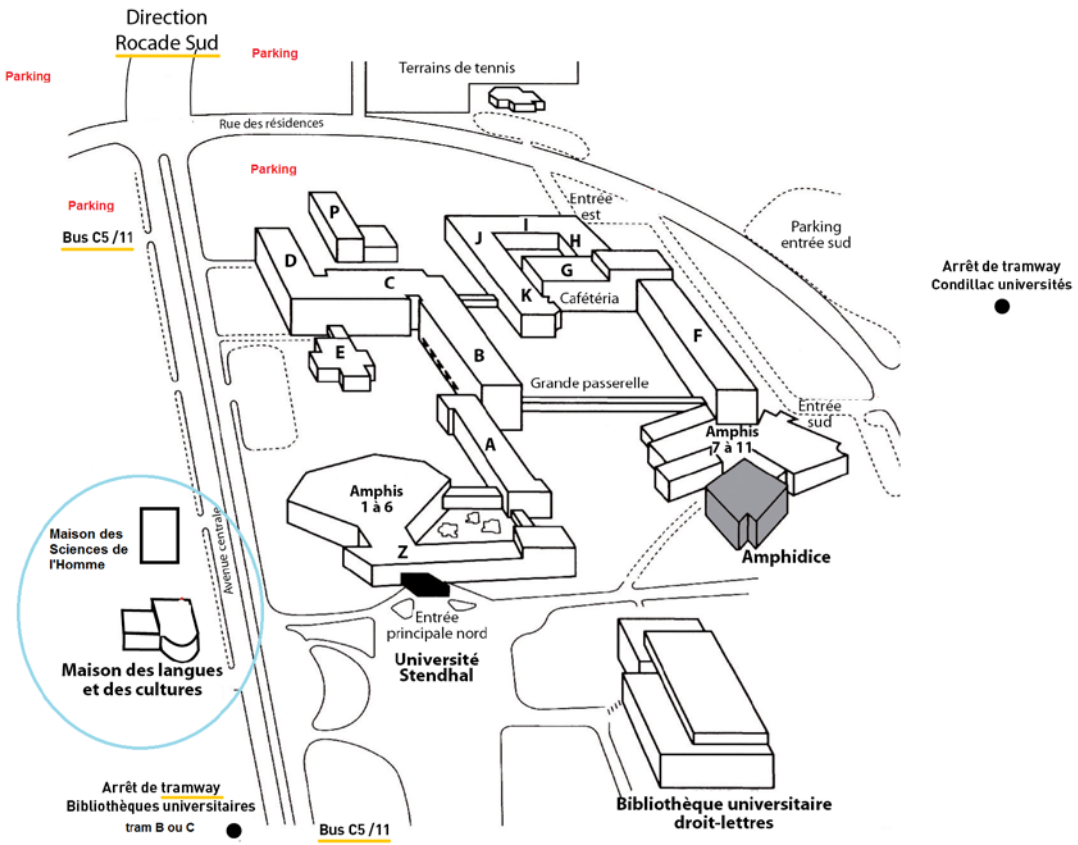 Direction
Rocade Sud
Parking
Parking
Terrains de tennis
Rue des résidences
Parking
Parking
Bus C5 /11
Entrée
est
Parking
entrée sud
Arrêt de tramway
Condillac universités
P
D
C
E
B
A
I
J
H
G
K
Cafétéria
F
Grande passerelle
Entrée
sud
Amphis
7 à 11
Amphidice
Amphis
1 à 6
Z
Entrée
principale nord
Université
Stendhal
Avenue centrale
Maison des
Sciences de
l'Homme
Maison des langues
et des cultures
Arrêt de tramway
Bibliothèques universitaires
tram B ou C
Bus C5 /11
Bibliothèque universitaire
droit-lettres